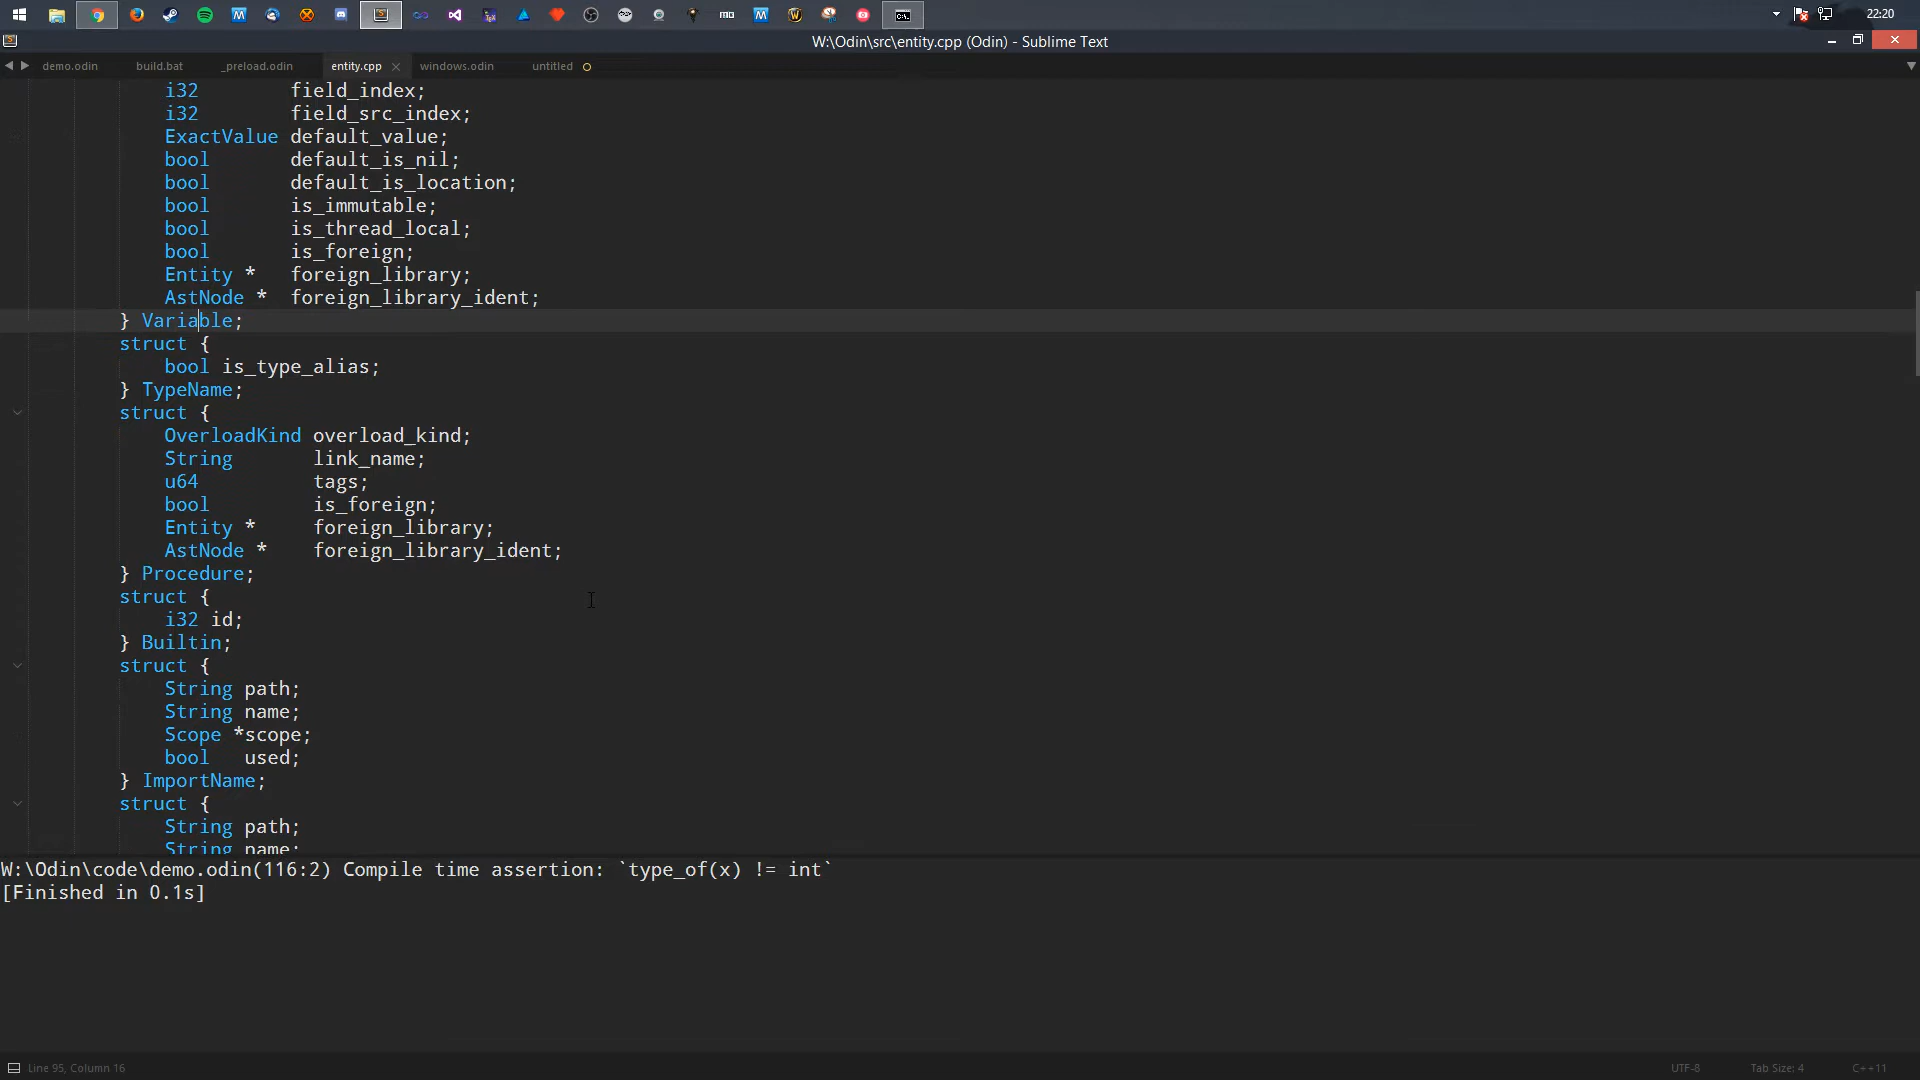 22:20
W:\Odin\src\entity.cpp (Odin) - Sublime Text
demo.odin build.bat _preload.odin entity.cpp windows.odin untitled
i32 field_index;
i32 field_src_index;
ExactValue default_value;
bool default_is_nil;
bool default_is_location;
bool is_immutable;
bool is_thread_local;
bool is_foreign;
Entity * foreign_library;
AstNode * foreign_library_ident;
} Variable;
struct {
bool is_type_alias;
} TypeName;
struct {
OverloadKind overload_kind;
String link_name;
u64 tags;
bool is_foreign;
Entity * foreign_library;
AstNode * foreign_library_ident;
} Procedure;
struct {
i32 id;
} Builtin;
struct {
String path;
String name;
Scope *scope;
bool used;
} ImportName;
struct {
String path;
String name;
W:\Odin\code\demo.odin(116:2) Compile time assertion: `type_of(x) != int`
[Finished in 0.1s]
Line 95, Column 16 UTF-8 Tab Size: 4 C++11